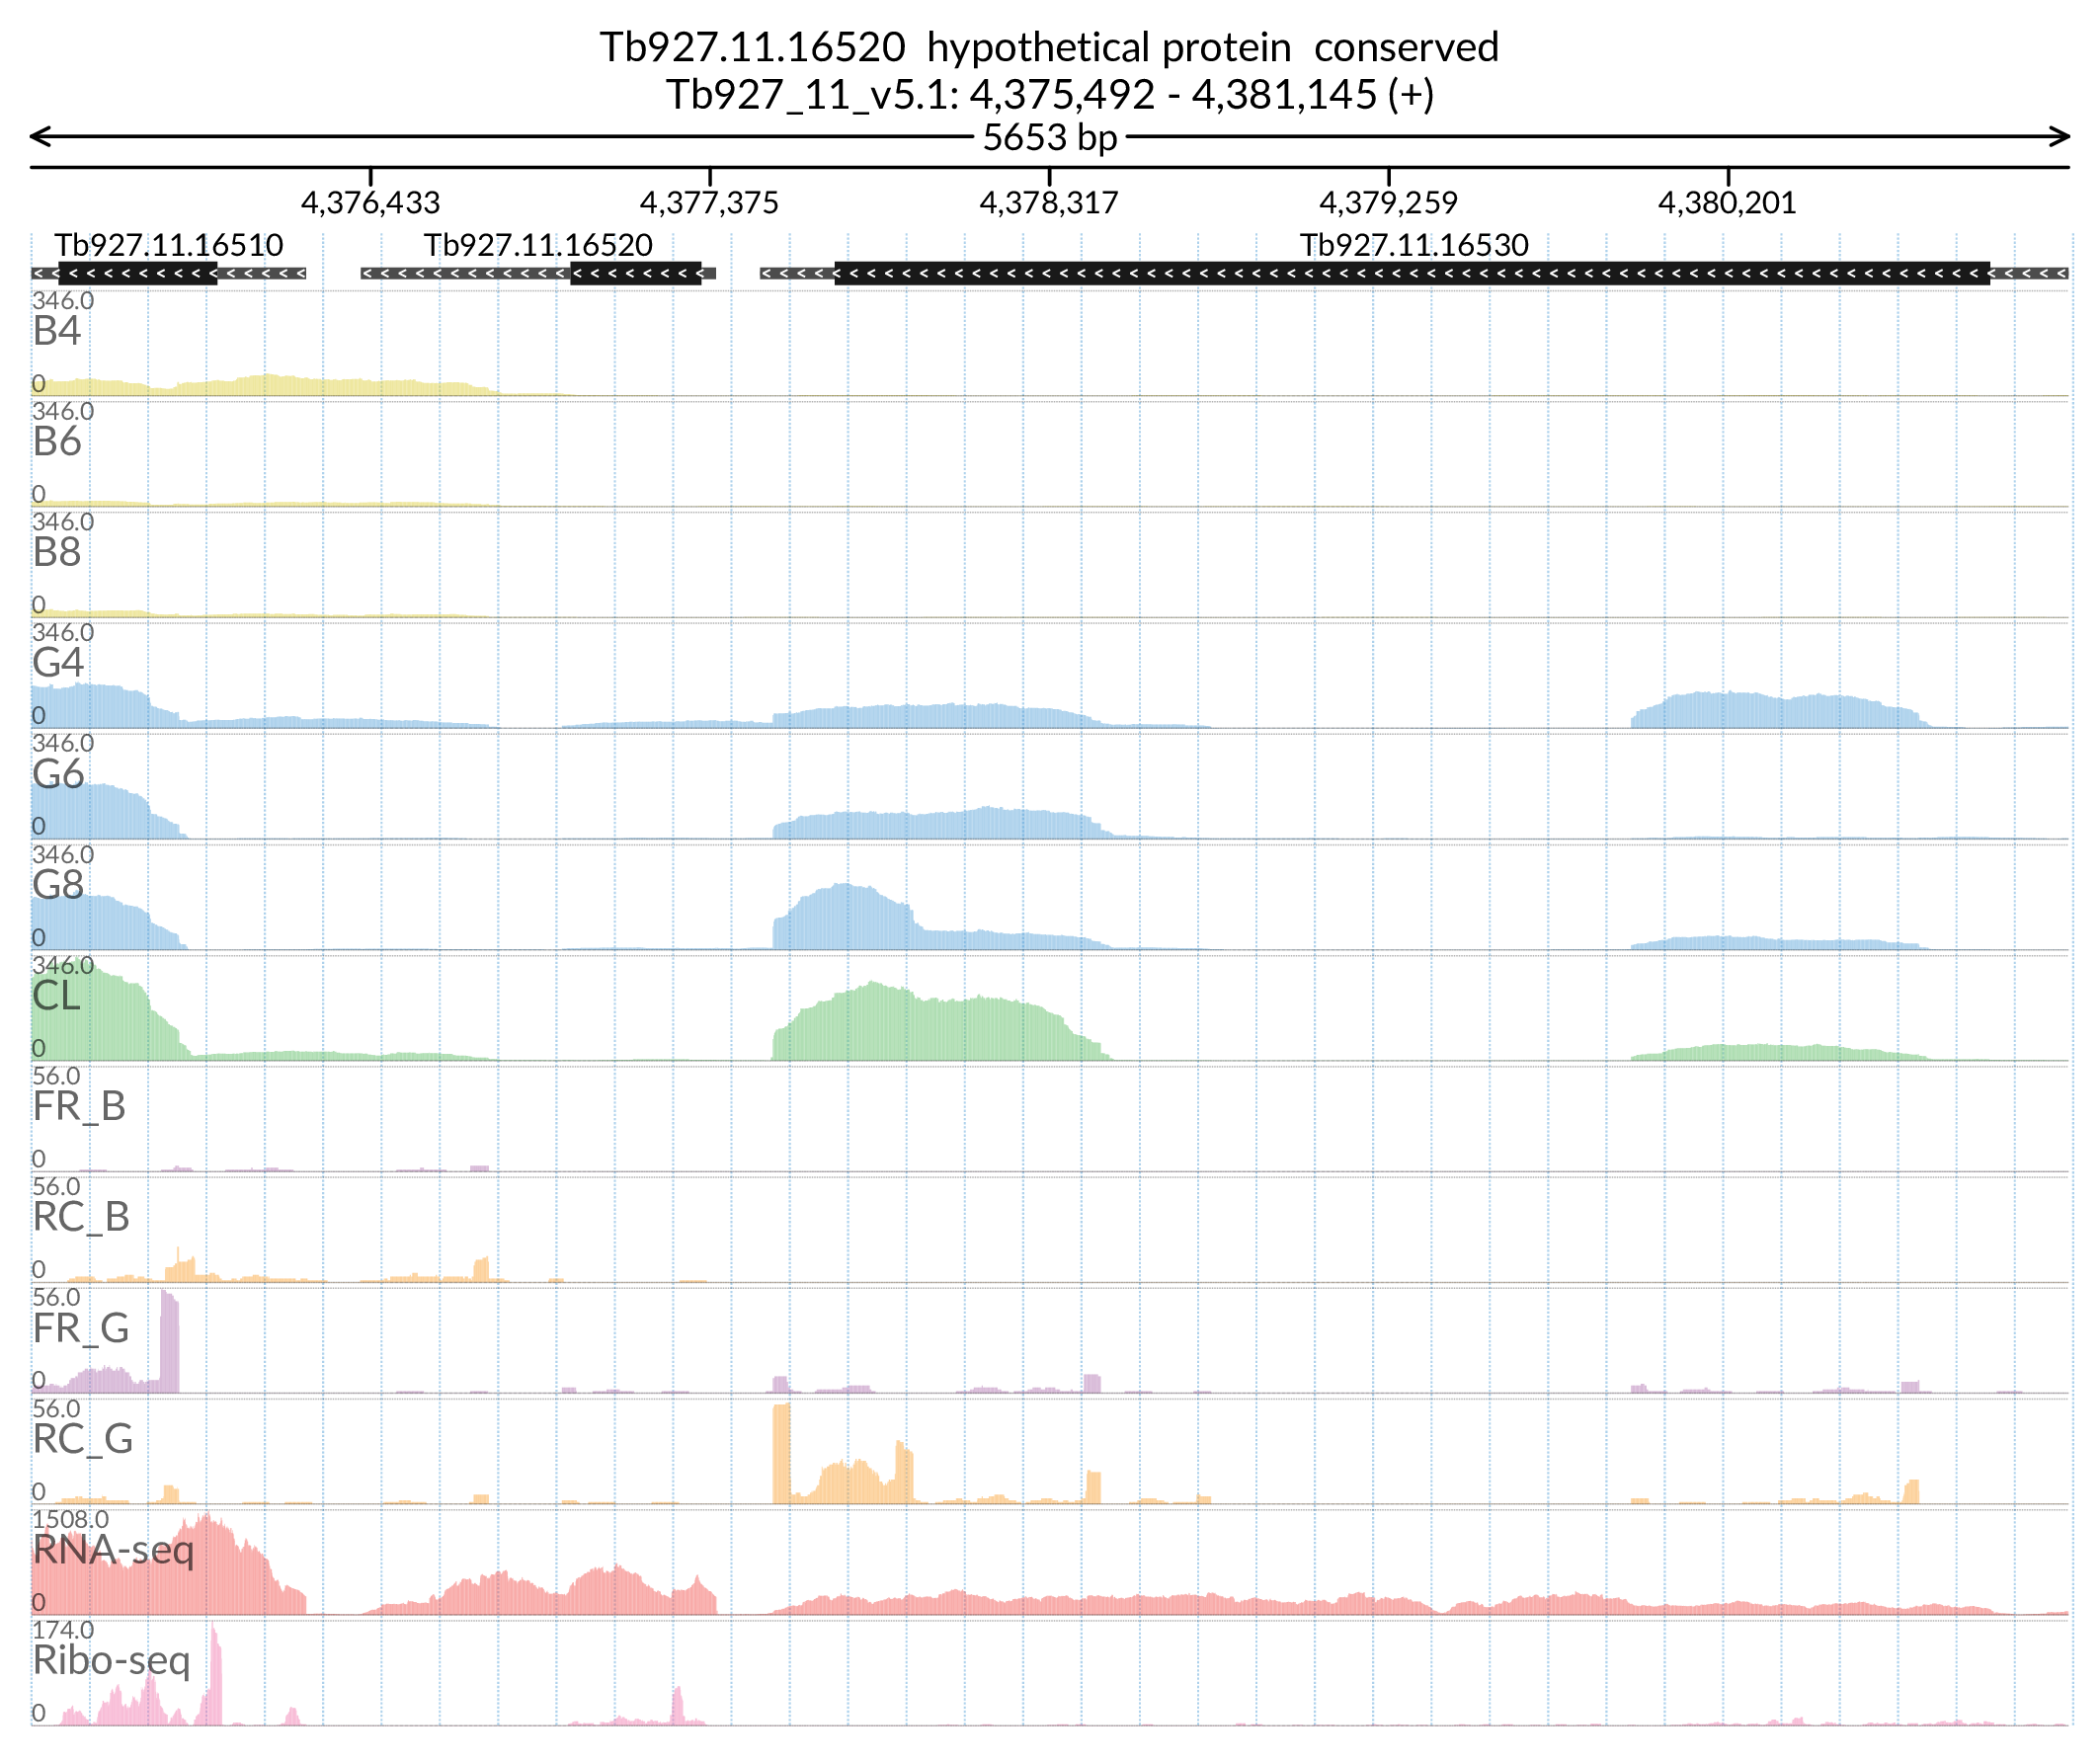 Tb927.11.16520  hypothetical protein  conserved
Tb927_11_v5.1: 4,375,492 - 4,381,145 (+)
5653 bp
4,376,433 4,377,375 4,378,317 4,379,259 4,380,201
Tb927.11.16510 Tb927.11.16520 Tb927.11.16530
346.0
B4
0
346.0
B6
0
346.0
B8
0
346.0
G4
0
346.0
G6
0
346.0
G8
0
346.0
CL
0
56.0
FR_B
0
56.0
RC_B
0
56.0
FR_G
0
56.0
RC_G
0
1508.0
RNA-seq
0
174.0
Ribo-seq
0